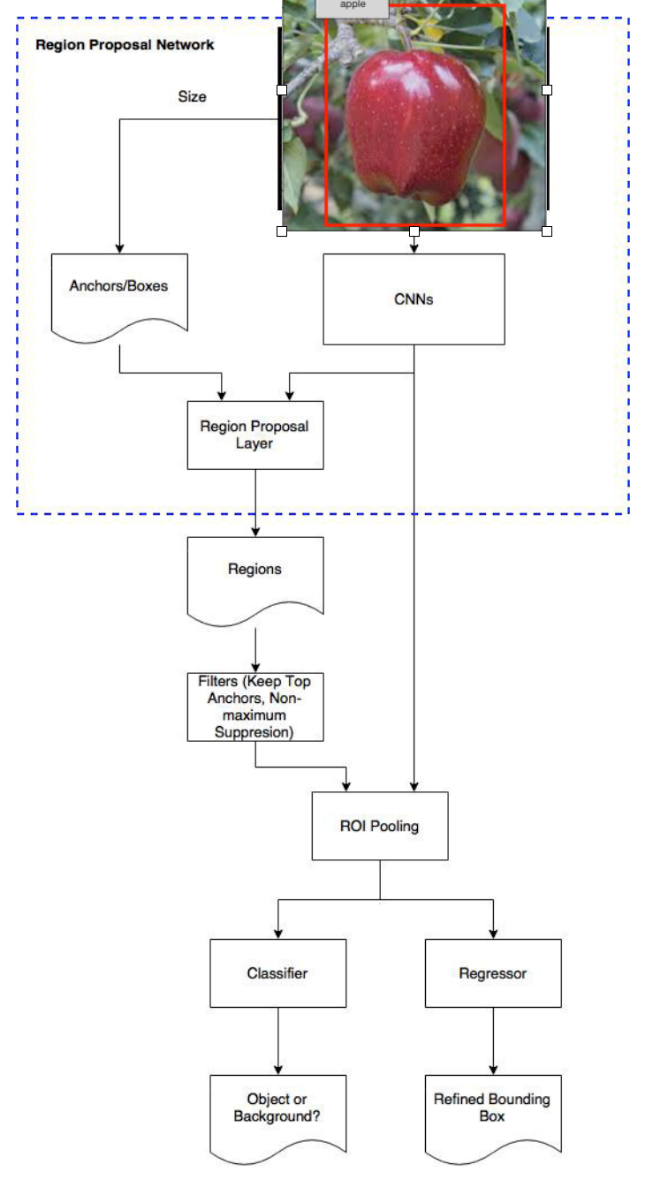 apple
Region Proposal Network
Size
Anchors/Boxes
CNNs
Region Proposal
Layer
Regions
Filters (Keep Top
Anchors, Non-
maximum
Suppresion)
ROI Pooling
Classifier
Regressor
Object or
Background?
Refined Bounding
Box